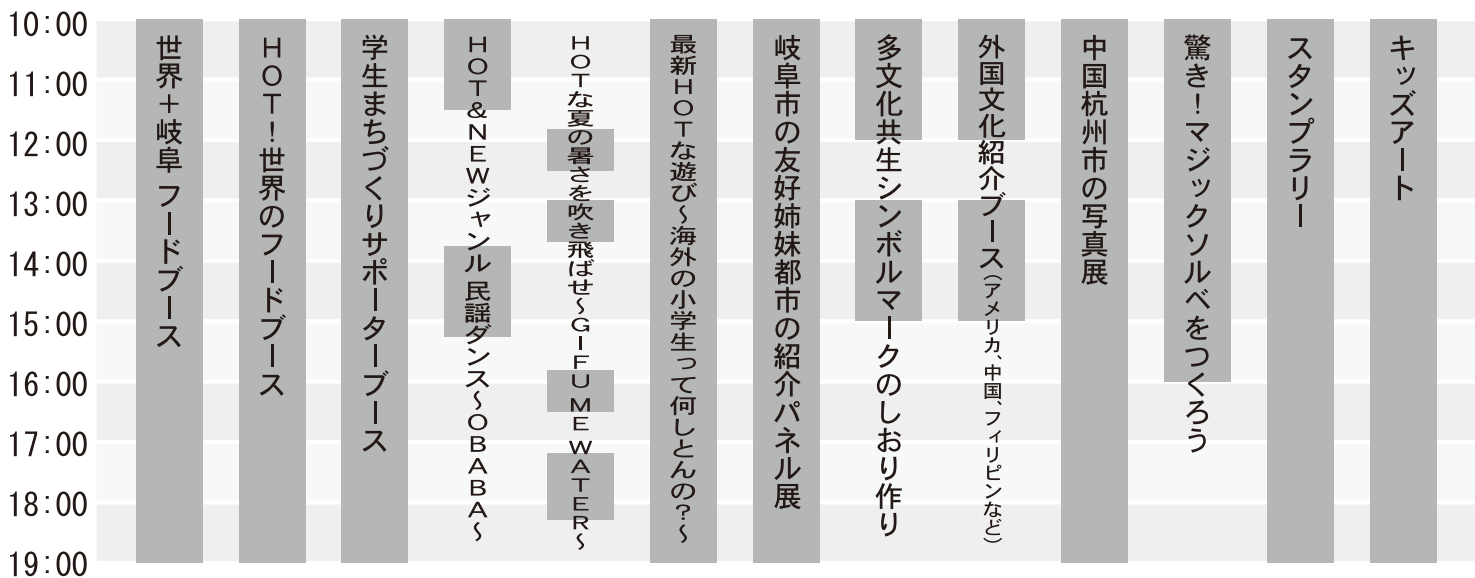 10:00
11:00
12:00
13:00
14:00
15:00
16:00
17:00
18:00
19:00
世界＋岐阜 フードブース
HOT！世界のフードブース
学生まちづくりサポーターブース
HOT&NEWジャンル 民謡ダンス～OBABA～
HOTな夏の暑さを吹き飛ばせ～GIFU ME WATER～
最新HOTな遊び～海外の小学生って何しとんの？～
岐阜市の友好姉妹都市の紹介パネル展
多文化共生シンボルマークのしおり作り
外国文化紹介ブース（アメリカ、中国、フィリピンなど）
中国杭州市の写真展
驚き！マジックソルベをつくろう
スタンプラリー
キッズアート